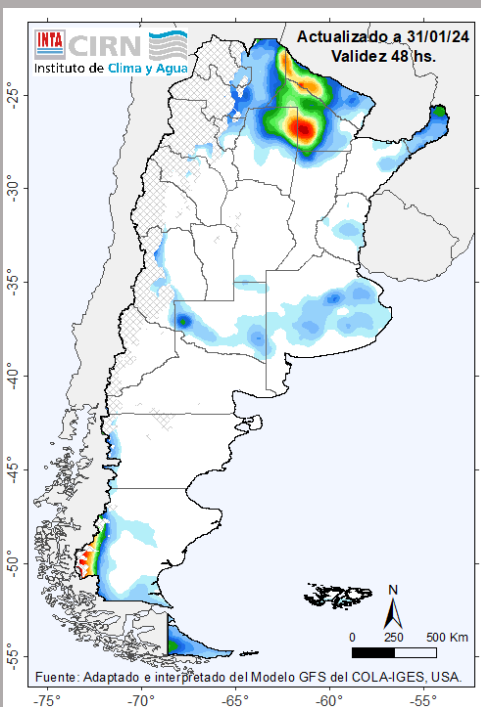 INTA CIRN
Instituto de Clima y Agua
Actualizado a 31/01/24
Validez 48 hs.
-25°
-30°
-35°
-40°
-45°
-50°
-55°
N
0 250 500 Km
Fuente: Adaptado e interpretado del Modelo GFS del COLA-IGES, USA.
-75° -70° -65° -60° -55°